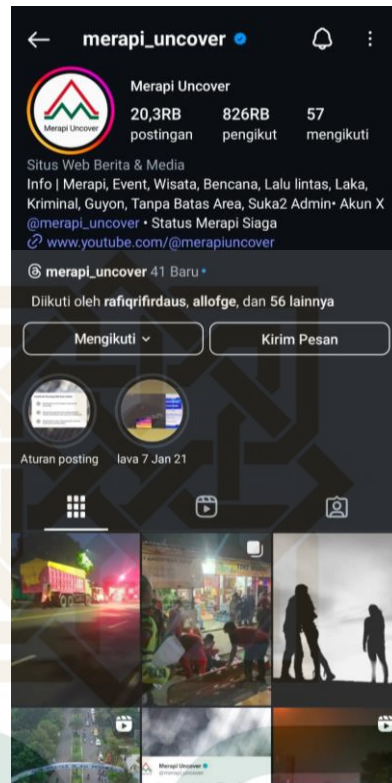 merapi_uncover
Merapi Uncover
Merapi Uncover
20,3RB 826RB 57
postingan pengikut mengikuti
Situs Web Berita & Media
Info | Merapi, Event, Wisata, Bencana, Lalu lintas, Laka,
Kriminal, Guyon, Tanpa Batas Area, Suka2 Admin• Akun X
@merapi_uncover • Status Merapi Siaga
www.youtube.com/@merapiuncover
merapi_uncover 41 Baru
Diikuti oleh rafiqrifirdaus, allofge, dan 56 lainnya
Mengikuti Kirim Pesan
Aturan posting lava 7 Jan 21
Merapi Uncover
@merapi_uncover